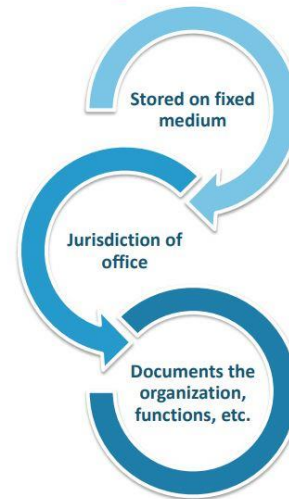 Stored on fixed
medium
Jurisdiction of
office
Documents the
organization,
functions, etc.